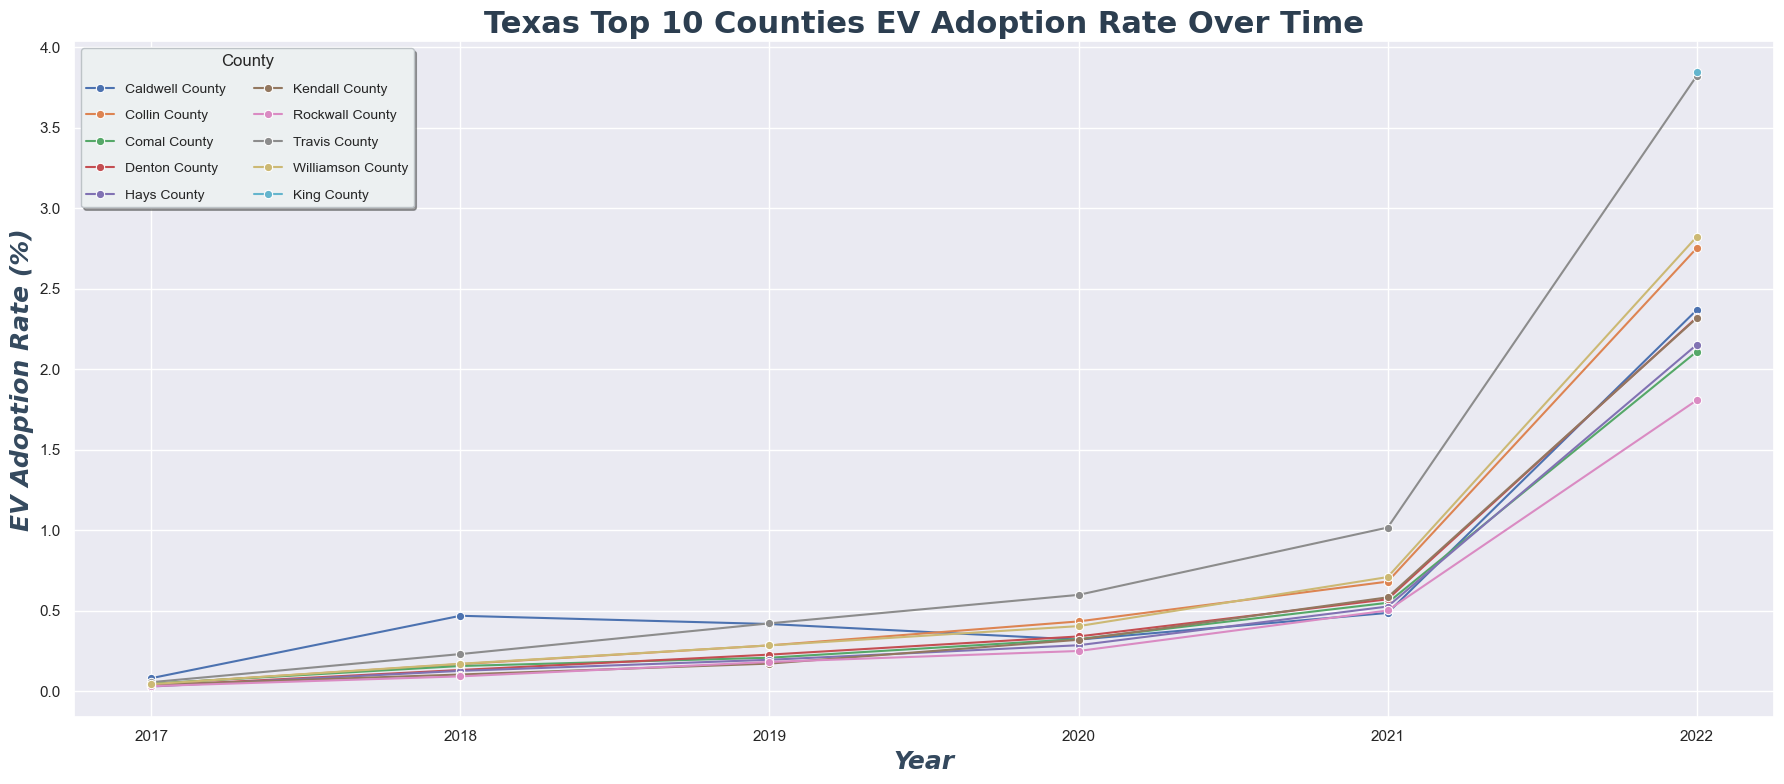 Texas Top 10 Counties EV Adoption Rate Over Time
County
Caldwell County
Collin County
Comal County
Denton County
Hays County
Kendall County
Rockwall County
Travis County
Williamson County
King County
EV Adoption Rate (%)
4.0
3.5
3.0
2.5
2.0
1.5
1.0
0.5
0.0
2017 2018 2019 2020 2021 2022
Year